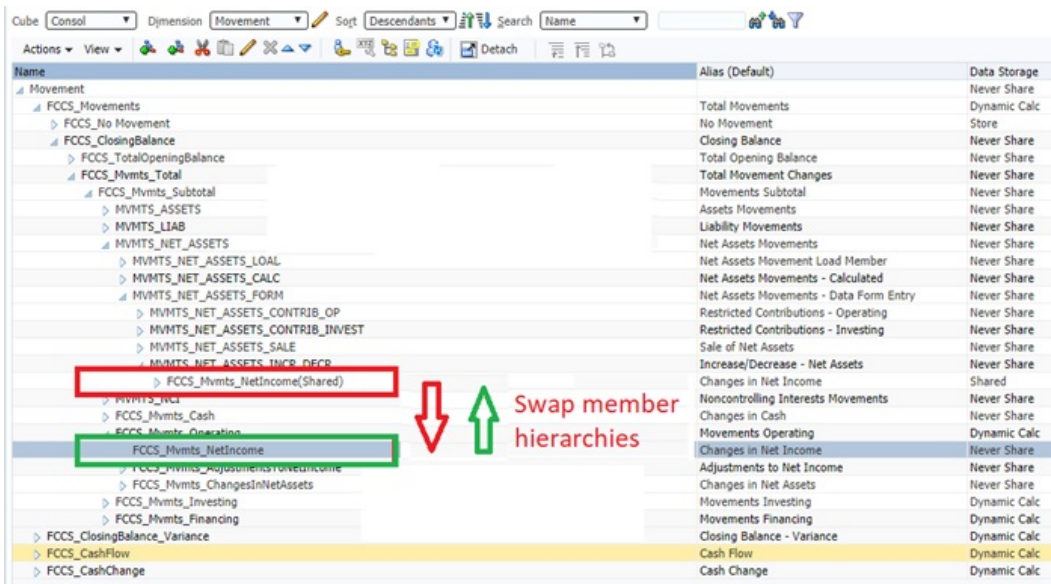 Cube Consol Dimension Movement Sort Descendants Search Name
Actions View Detach
Name Alias (Default) Data Storage
Movement Never Share
FCCS_Movements Total Movements Dynamic Calc
FCCS_No Movement No Movement Store
FCCS_ClosingBalance Closing Balance Never Share
FCCS_TotalOpeningBalance Total Opening Balance Never Share
FCCS_Mvmts_Total Total Movement Changes Never Share
FCCS_Mvmts_Subtotal Movements Subtotal Never Share
MVMTS_ASSETS Assets Movements Never Share
MVMTS_LIAB Liability Movements Never Share
MVMTS_NET_ASSETS Net Assets Movements Never Share
MVMTS_NET_ASSETS_LOAD Net Assets Movement Load Member Never Share
MVMTS_NET_ASSETS_CALC Net Assets Movements - Calculated Never Share
MVMTS_NET_ASSETS_FORM Net Assets Movements - Data Form Entry Never Share
MVMTS_NET_ASSETS_CONTRIB_OP Restricted Contributions - Operating Never Share
MVMTS_NET_ASSETS_CONTRIB_INVEST Restricted Contributions - Investing Never Share
MVMTS_NET_ASSETS_SALE Sale of Net Assets Never Share
MVMTS_NET_ASSETS_INCR_DECR Increase/Decrease - Net Assets Never Share
FCCS_Mvmts_NetIncome(Shared) Changes in Net Income Shared
MVMTS_NCI Noncontrolling Interests Movements Never Share
FCCS_Mvmts_Cash Changes in Cash Never Share
FCCS_Mvmts_Operating Movements Operating Dynamic Calc
FCCS_Mvmts_NetIncome Changes in Net Income Never Share
FCCS_Mvmts_AdjustmentsToNetIncome Adjustments to Net Income Never Share
FCCS_Mvmts_ChangesInNetAssets Changes in Net Assets Never Share
FCCS_Mvmts_Investing Movements Investing Dynamic Calc
FCCS_Mvmts_Financing Movements Financing Dynamic Calc
FCCS_ClosingBalance_Variance Closing Balance - Variance Dynamic Calc
FCCS_CashFlow Cash Flow Dynamic Calc
FCCS_CashChange Cash Change Dynamic Calc
Swap member
hierarchies